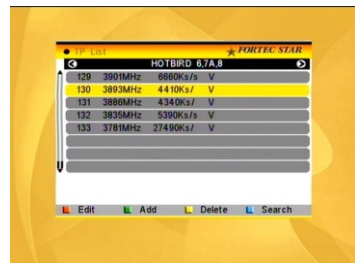 TP List FORTEC STAR
HOTBIRD 6,7A,8
129 3901MHz 6660Ks/s V
130 3893MHz 4410Ks/ V
131 3886MHz 4340Ks/ V
132 3835MHz 5390Ks/s V
133 3781MHz 27490Ks/ V
Edit Add Delete Search